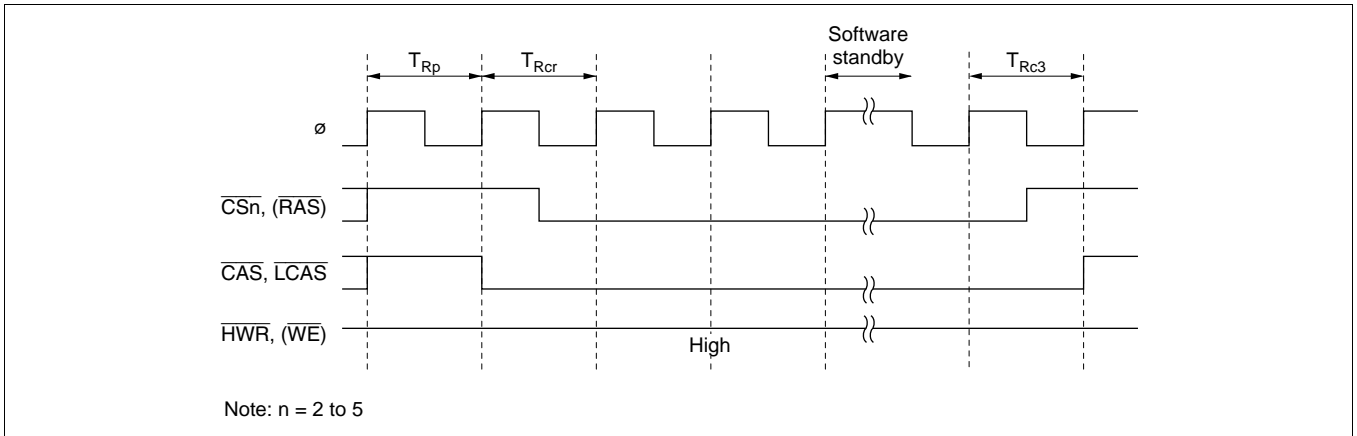 Software
standby
TRp
TRcr
TRc3
ø
CSn, (RAS)
CAS, LCAS
HWR, (WE)
High
Note: n = 2 to 5